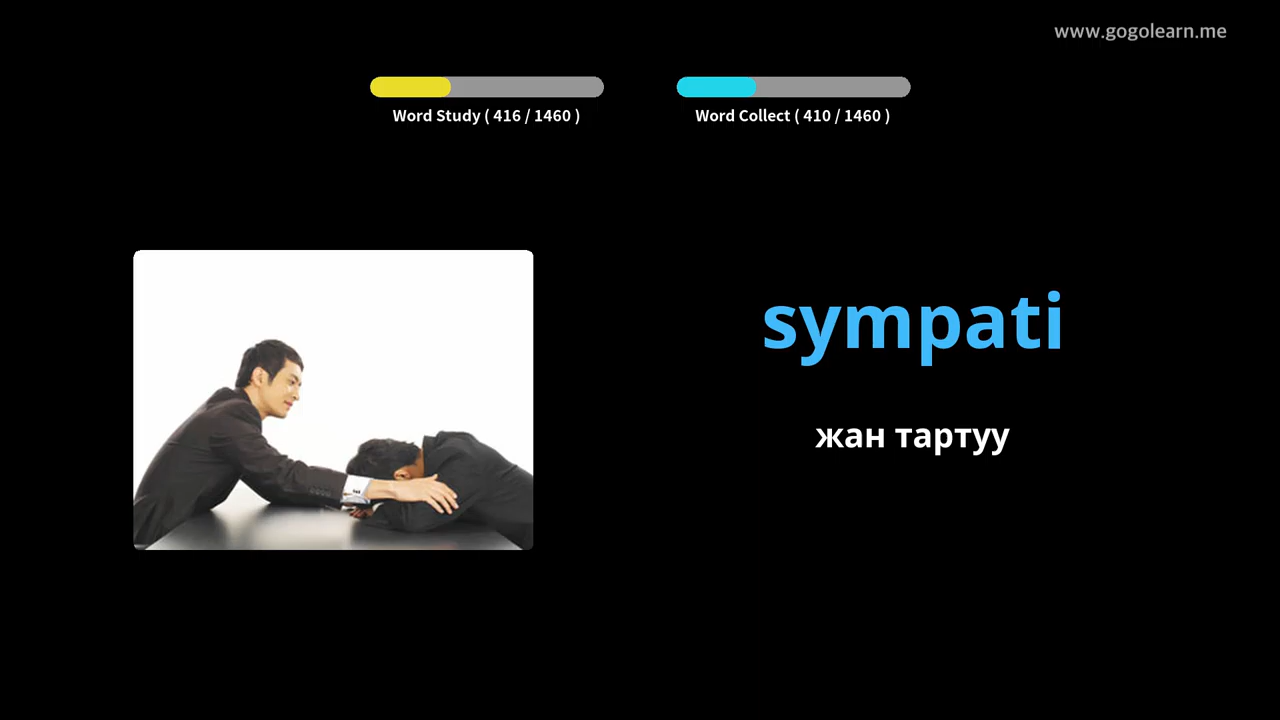 www.gogolearn.me
Word Study ( 416 / 1460 )
Word Collect ( 410 / 1460 )
sympati
жан тартуу